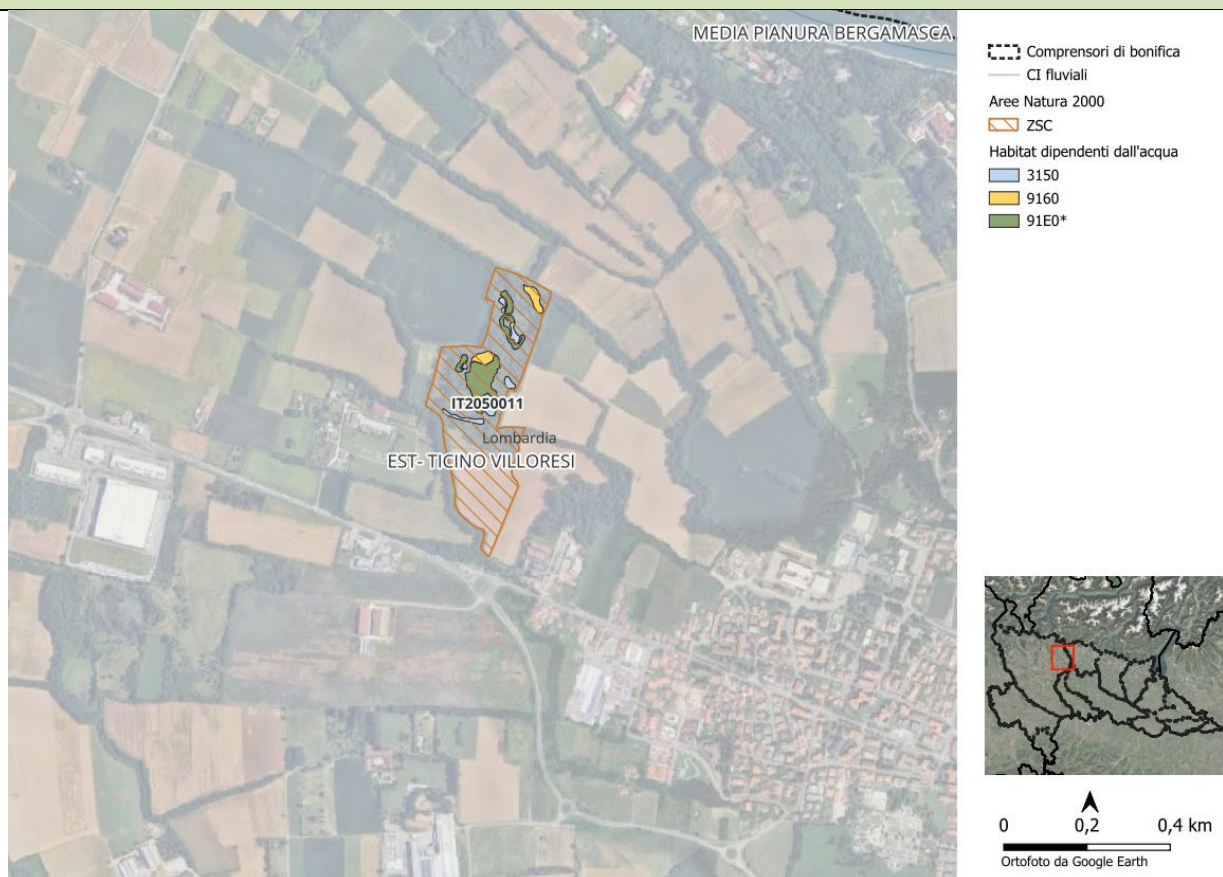 MEDIA PIANURA BERGAMASCA.
IT2050011
Lombardia
EST- TICINO VILLORESI
Comprensori di bonifica
CI fluviali
Aree Natura 2000
ZSC
Habitat dipendenti dall'acqua
3150
9160
91E0*
0 0,2 0,4 km
Ortofoto da Google Earth